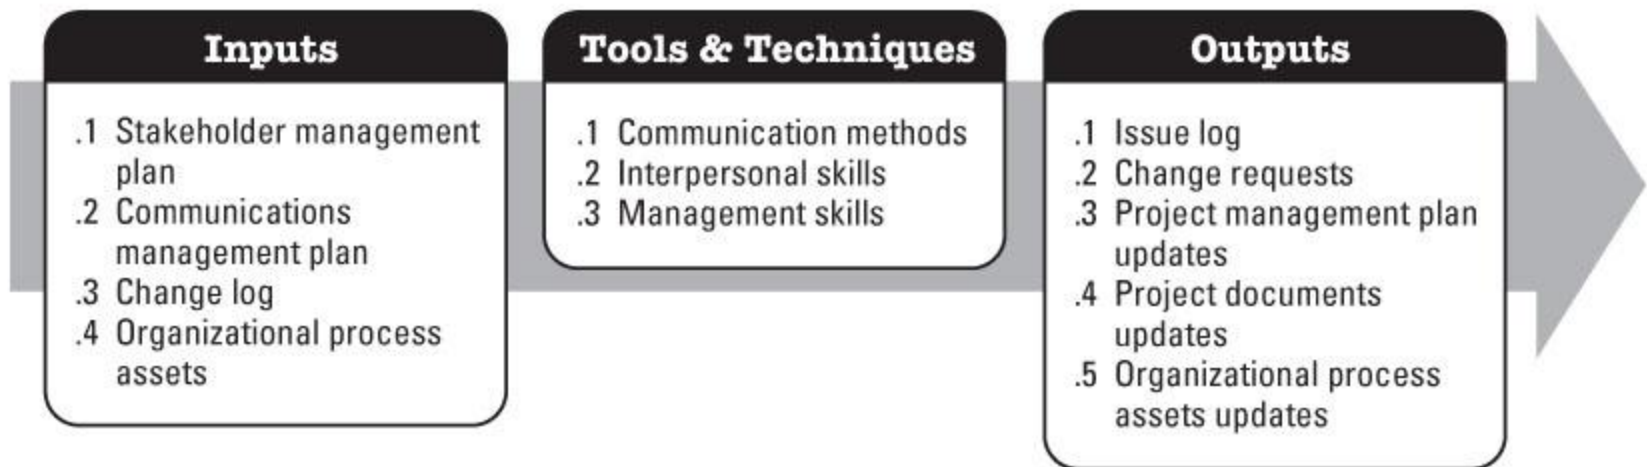 Inputs
.1 Stakeholder management
plan
.2 Communications
management plan
.3 Change log
.4 Organizational process
assets
Tools & Techniques
.1 Communication methods
.2 Interpersonal skills
.3 Management skills
Outputs
.1 Issue log
.2 Change requests
.3 Project management plan
updates
.4 Project documents
updates
.5 Organizational process
assets updates